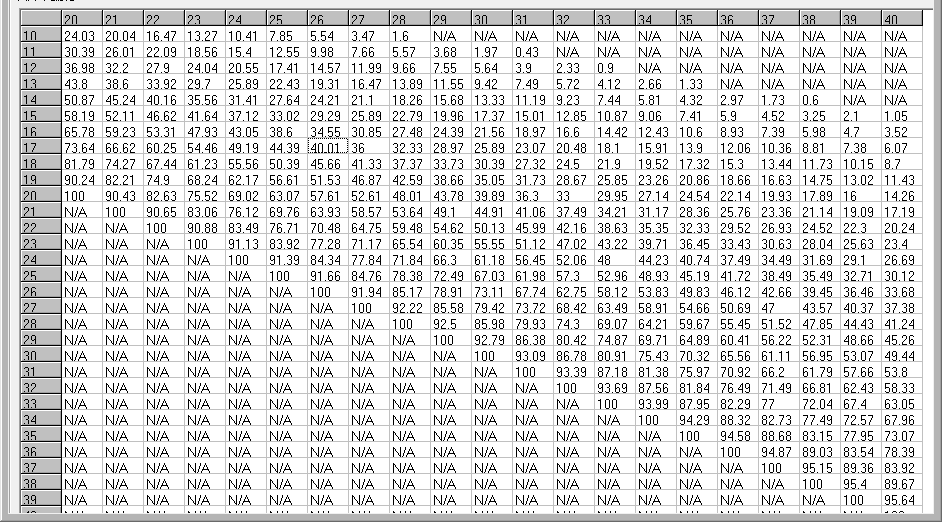 20 21 22 23 24 25 26 27 28 29 30 31 32 33 34 35 36 37 38 39 40
10 24.03 20.04 16.47 13.27 10.41 7.85 5.54 3.47 1.6 N/A N/A N/A N/A N/A N/A N/A N/A N/A N/A N/A N/A
11 30.39 26.01 22.09 18.56 15.4 12.55 9.98 7.66 5.57 3.68 1.97 0.43 N/A N/A N/A N/A N/A N/A N/A N/A N/A
12 36.98 32.2 27.9 24.04 20.55 17.41 14.57 11.99 9.66 7.55 5.64 3.9 2.33 0.9 N/A N/A N/A N/A N/A N/A N/A
13 43.8 38.6 33.92 29.7 25.89 22.43 19.31 16.47 13.89 11.55 9.42 7.49 5.72 4.12 2.66 1.33 N/A N/A N/A N/A N/A
14 50.87 45.24 40.16 35.56 31.41 27.64 24.21 21.1 18.26 15.68 13.33 11.19 9.23 7.44 5.81 4.32 2.97 1.73 0.6 N/A N/A
15 58.19 52.11 46.62 41.64 37.12 33.02 29.29 25.89 22.79 19.96 17.37 15.01 12.85 10.87 9.06 7.41 5.9 4.52 3.25 2.1 1.05
16 65.78 59.23 53.31 47.93 43.05 38.6 34.55 30.85 27.48 24.39 21.56 18.97 16.6 14.42 12.43 10.6 8.93 7.39 5.98 4.7 3.52
17 73.64 66.62 60.25 54.46 49.19 44.39 40.01 36 32.33 28.97 25.89 23.07 20.48 18.1 15.91 13.9 12.06 10.36 8.81 7.38 6.07
18 81.79 74.27 67.44 61.23 55.56 50.39 45.66 41.33 37.37 33.73 30.39 27.32 24.5 21.9 19.52 17.32 15.3 13.44 11.73 10.15 8.7
19 90.24 82.21 74.9 68.24 62.17 56.61 51.53 46.87 42.59 38.66 35.05 31.73 28.67 25.85 23.26 20.86 18.66 16.63 14.75 13.02 11.43
20 100 90.43 82.63 75.52 69.02 63.07 57.61 52.61 48.01 43.78 39.89 36.3 33 29.95 27.14 24.54 22.14 19.93 17.89 16 14.26
21 N/A 100 90.65 83.06 76.12 69.76 63.93 58.57 53.64 49.1 44.91 41.06 37.49 34.21 31.17 28.36 25.76 23.36 21.14 19.09 17.19
22 N/A N/A 100 90.88 83.49 76.71 70.48 64.75 59.48 54.62 50.13 45.99 42.16 38.63 35.35 32.33 29.52 26.93 24.52 22.3 20.24
23 N/A N/A N/A 100 91.13 83.92 77.28 71.17 65.54 60.35 55.55 51.12 47.02 43.22 39.71 36.45 33.43 30.63 28.04 25.63 23.4
24 N/A N/A N/A N/A 100 91.39 84.34 77.84 71.84 66.3 61.18 56.45 52.06 48 44.23 40.74 37.49 34.49 31.69 29.1 26.69
25 N/A N/A N/A N/A N/A 100 91.66 84.76 78.38 72.49 67.03 61.98 57.3 52.96 48.93 45.19 41.72 38.49 35.49 32.71 30.12
26 N/A N/A N/A N/A N/A N/A 100 91.94 85.17 78.91 73.11 67.74 62.75 58.12 53.83 49.83 46.12 42.66 39.45 36.46 33.68
27 N/A N/A N/A N/A N/A N/A N/A 100 92.22 85.58 79.42 73.72 68.42 63.49 58.91 54.66 50.69 47 43.57 40.37 37.38
28 N/A N/A N/A N/A N/A N/A N/A N/A 100 92.5 85.98 79.93 74.3 69.07 64.21 59.67 55.45 51.52 47.85 44.43 41.24
29 N/A N/A N/A N/A N/A N/A N/A N/A N/A 100 92.79 86.38 80.42 74.87 69.71 64.89 60.41 56.22 52.31 48.66 45.26
30 N/A N/A N/A N/A N/A N/A N/A N/A N/A N/A 100 93.09 86.78 80.91 75.43 70.32 65.56 61.11 56.95 53.07 49.44
31 N/A N/A N/A N/A N/A N/A N/A N/A N/A N/A N/A 100 93.39 87.18 81.38 75.97 70.92 66.2 61.79 57.66 53.8
32 N/A N/A N/A N/A N/A N/A N/A N/A N/A N/A N/A N/A 100 93.69 87.56 81.84 76.49 71.49 66.81 62.43 58.33
33 N/A N/A N/A N/A N/A N/A N/A N/A N/A N/A N/A N/A N/A 100 93.99 87.95 82.29 77 72.04 67.4 63.05
34 N/A N/A N/A N/A N/A N/A N/A N/A N/A N/A N/A N/A N/A N/A 100 94.29 88.32 82.73 77.49 72.57 67.96
35 N/A N/A N/A N/A N/A N/A N/A N/A N/A N/A N/A N/A N/A N/A N/A 100 94.58 88.68 83.15 77.95 73.07
36 N/A N/A N/A N/A N/A N/A N/A N/A N/A N/A N/A N/A N/A N/A N/A N/A 100 94.87 89.03 83.54 78.39
37 N/A N/A N/A N/A N/A N/A N/A N/A N/A N/A N/A N/A N/A N/A N/A N/A N/A 100 95.15 89.36 83.92
38 N/A N/A N/A N/A N/A N/A N/A N/A N/A N/A N/A N/A N/A N/A N/A N/A N/A N/A 100 95.4 89.67
39 N/A N/A N/A N/A N/A N/A N/A N/A N/A N/A N/A N/A N/A N/A N/A N/A N/A N/A N/A 100 95.64